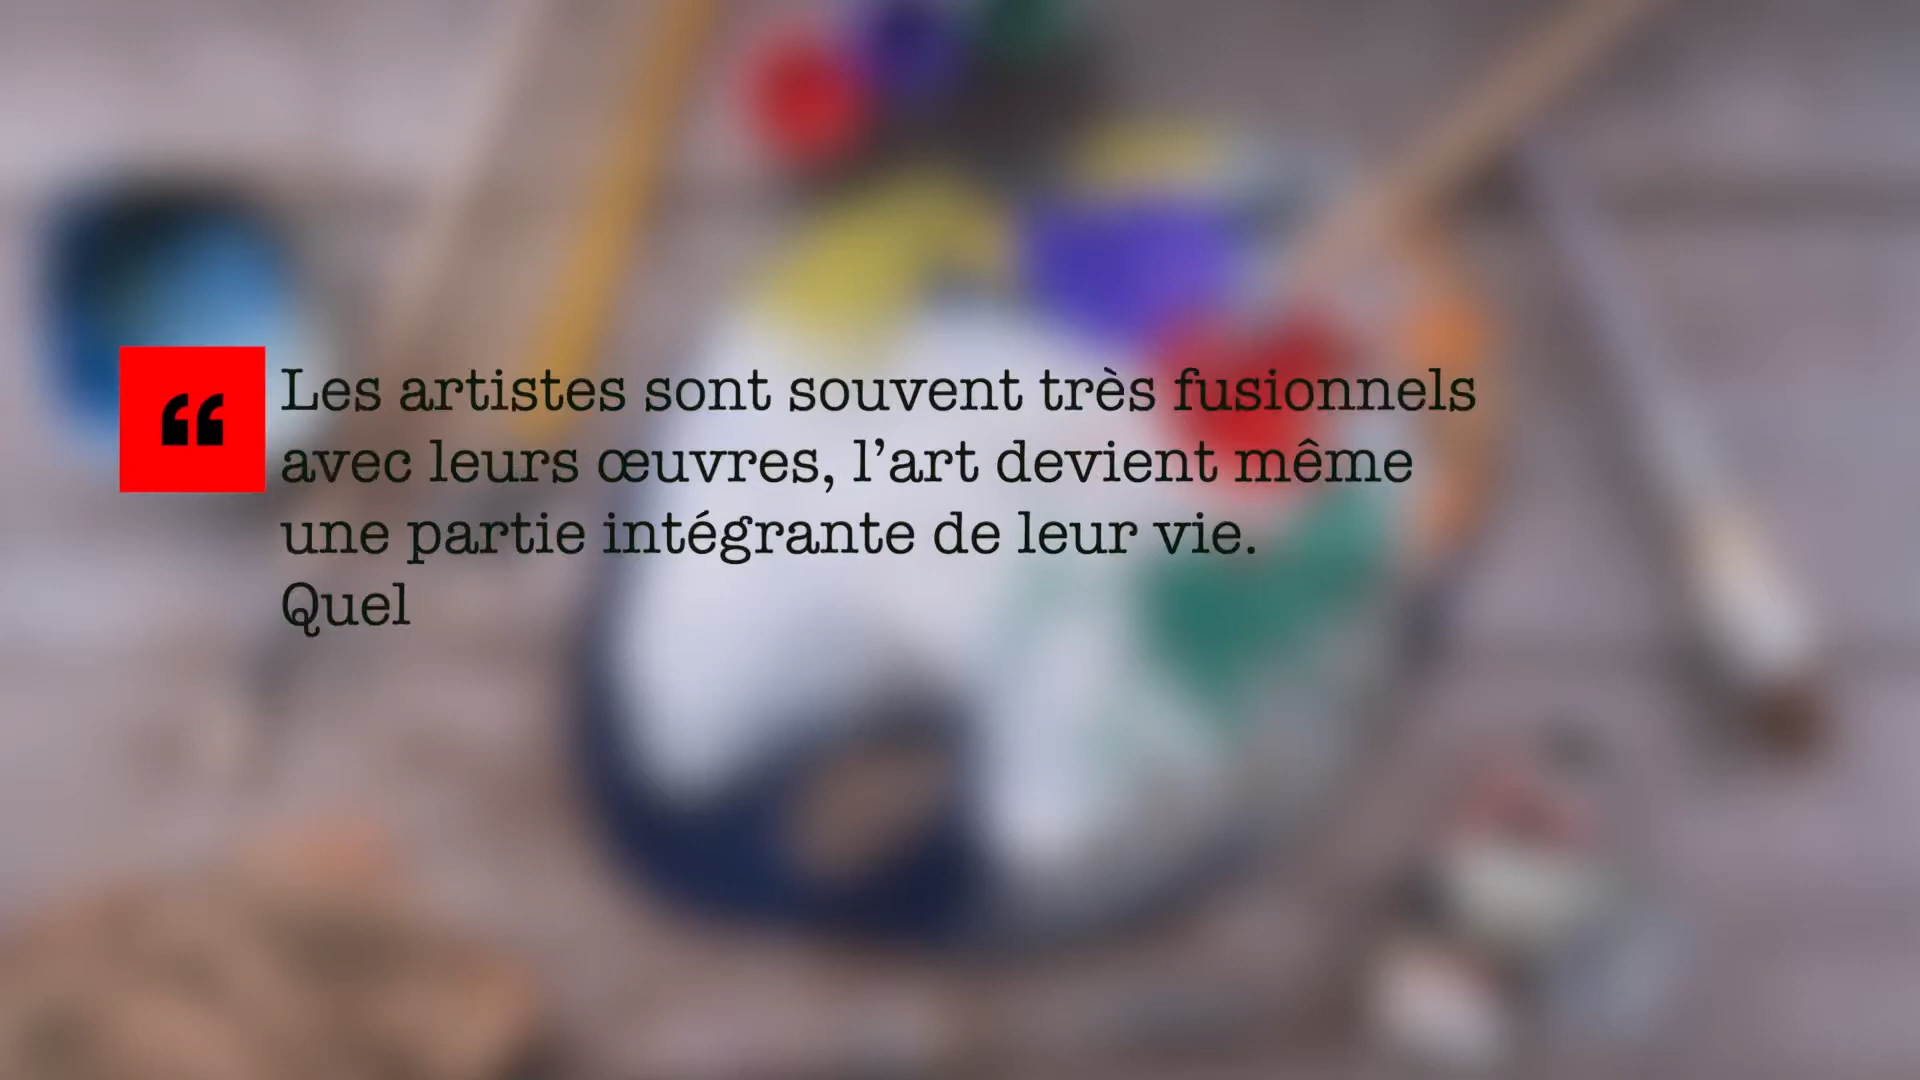 “
Les artistes sont souvent très fusionnels
avec leurs œuvres, l’art devient même
une partie intégrante de leur vie.
Quel